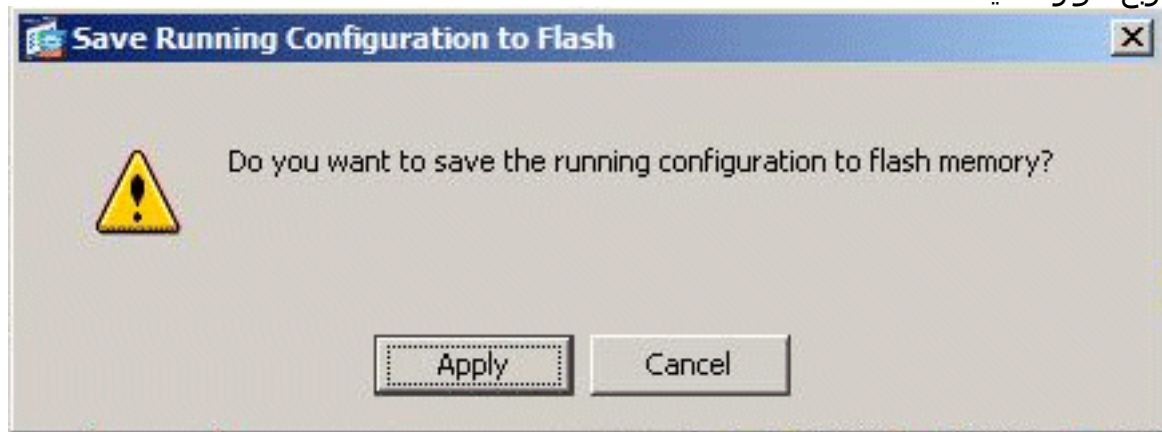 Save Running Configuration to Flash
Do you want to save the running configuration to flash memory?
Apply
Cancel